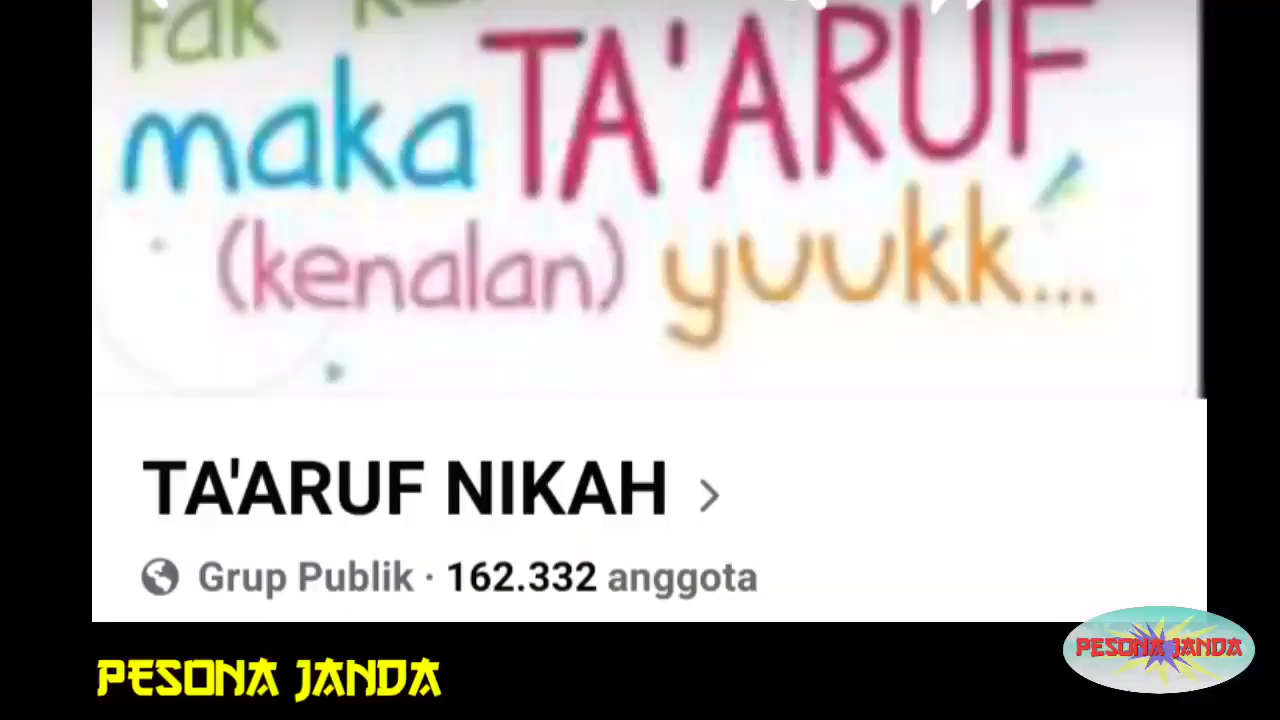 maka TA'ARUF
(kenalan) yuukk...
TA'ARUF NIKAH
Grup Publik · 162.332 anggota
PESONA JANDA
PESONA JANDA